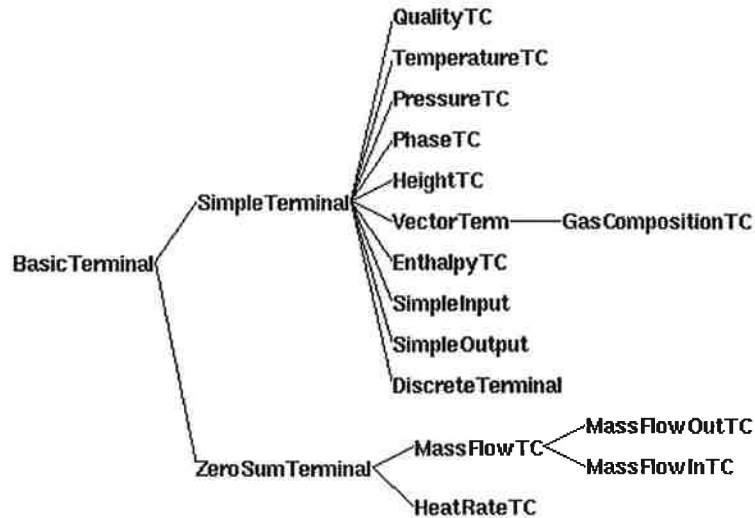 QualityTC
TemperatureTC
PressureTC
PhaseTC
HeightTC
SimpleTerminal
VectorTerm
GasCompositionTC
BasicTerminal
EnthalpyTC
SimpleInput
SimpleOutput
DiscreteTerminal
MassFlowOutTC
MassFlowTC
MassFlowInTC
ZeroSumTerminal
HeatRateTC